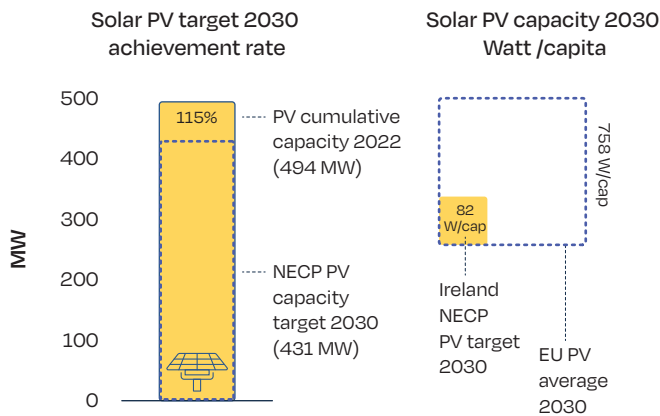 Solar PV target 2030
achievement rate
500
400
300
200
100
0
MW
115%
PV cumulative
capacity 2022
(494 MW)
NECP PV
capacity
target 2030
(431 MW)
Solar PV capacity 2030
Watt /capita
758 W/cap
82
W/cap
Ireland
NECP
PV target
2030
EU PV
average
2030